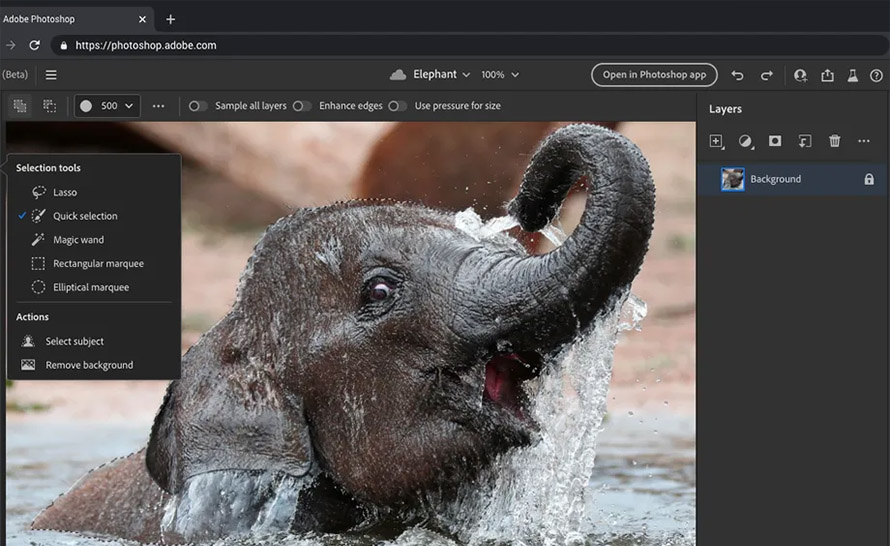 Adobe Photoshop
https://photoshop.adobe.com
(Beta)
Elephant
100%
Open in Photoshop app
500
Sample all layers
Enhance edges
Use pressure for size
Layers
Background
Selection tools
Lasso
Quick selection
Magic wand
Rectangular marquee
Elliptical marquee
Actions
Select subject
Remove background